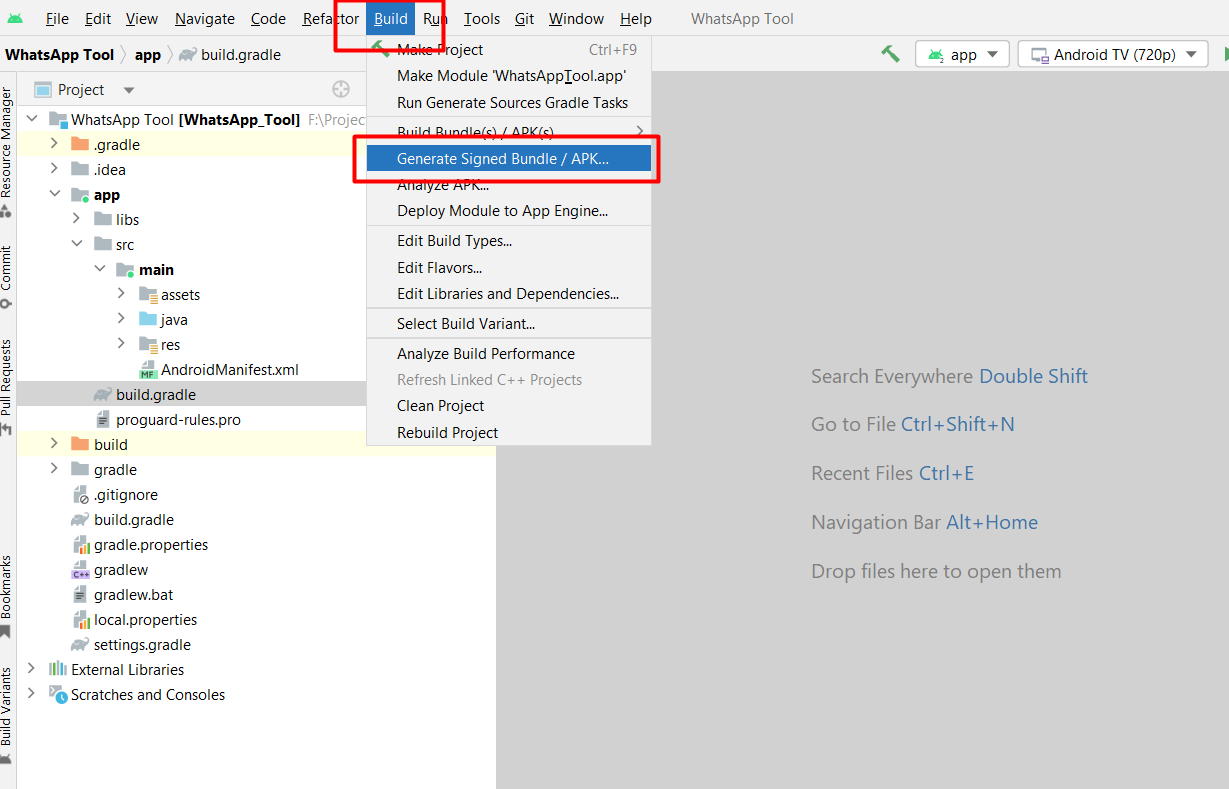 File Edit View Navigate Code Refactor Build Run Tools Git Window Help WhatsApp Tool
WhatsApp Tool app build.gradle
app Android TV (720p)
Project
Resource Manager
Commit
Pull Requests
Bookmarks
Build Variants
WhatsApp Tool [WhatsApp_Tool] F:\Projec
.gradle
.idea
app
libs
src
main
assets
java
res
AndroidManifest.xml
build.gradle
proguard-rules.pro
build
gradle
.gitignore
build.gradle
gradle.properties
gradlew
gradlew.bat
local.properties
settings.gradle
External Libraries
Scratches and Consoles
Make Project Ctrl+F9
Make Module 'WhatsAppTool.app'
Run Generate Sources Gradle Tasks
Build Bundle(s) / APK(s)
Generate Signed Bundle / APK...
Analyze APK...
Deploy Module to App Engine...
Edit Build Types...
Edit Flavors...
Edit Libraries and Dependencies...
Select Build Variant...
Analyze Build Performance
Refresh Linked C++ Projects
Clean Project
Rebuild Project
Search Everywhere Double Shift
Go to File Ctrl+Shift+N
Recent Files Ctrl+E
Navigation Bar Alt+Home
Drop files here to open them
MF
C++